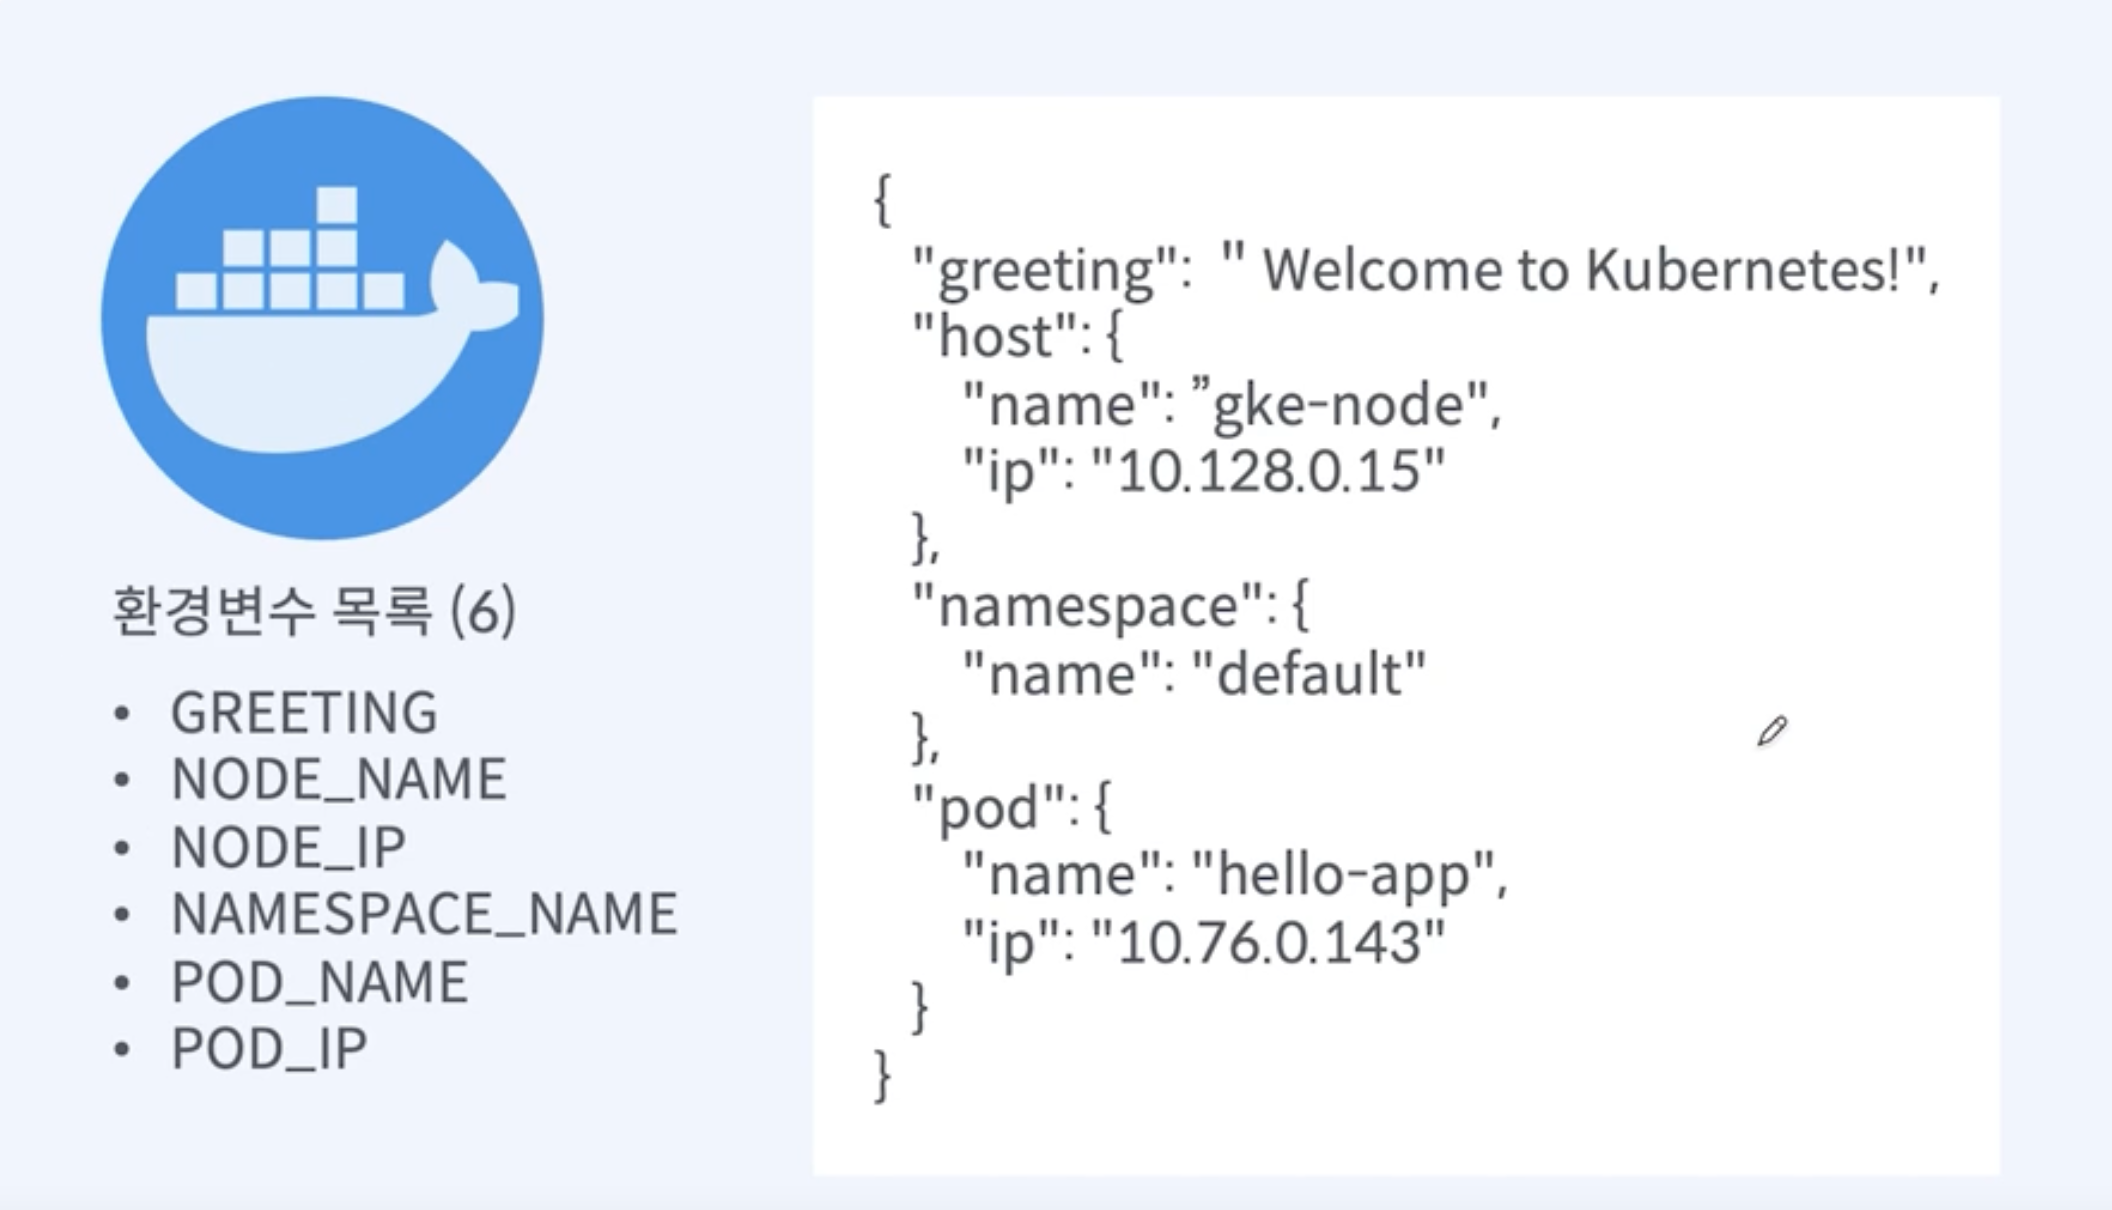 환경변수 목록 (6)
• GREETING
• NODE_NAME
• NODE_IP
• NAMESPACE_NAME
• POD_NAME
• POD_IP
{
"greeting": " Welcome to Kubernetes!",
"host": {
"name": ”gke-node",
"ip": "10.128.0.15"
},
"namespace": {
"name": "default"
},
"pod": {
"name": "hello-app",
"ip": "10.76.0.143"
}
}